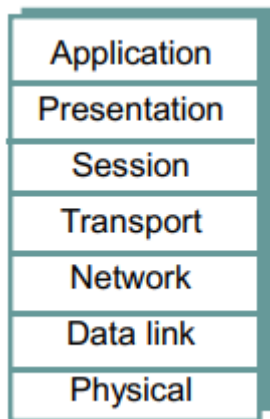 Application
Presentation
Session
Transport
Network
Data link
Physical